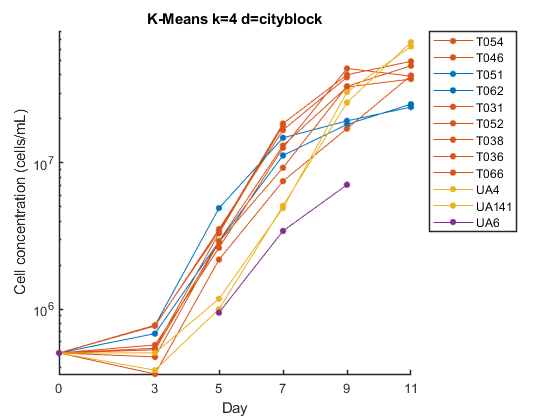 K-Means k=4 d=cityblock
Cell concentration (cells/mL)
10^7
10^6
0 3 5 7 9 11
Day
T054
T046
T051
T062
T031
T052
T038
T036
T066
UA4
UA141
UA6